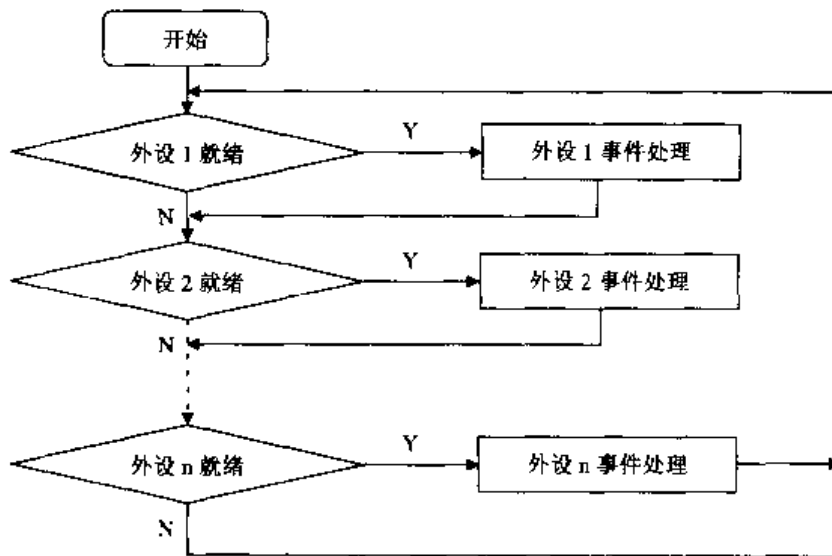 开始
外设 1 就绪
Y
外设 1 事件处理
N
外设 2 就绪
Y
外设 2 事件处理
N
外设 n 就绪
Y
外设 n 事件处理
N